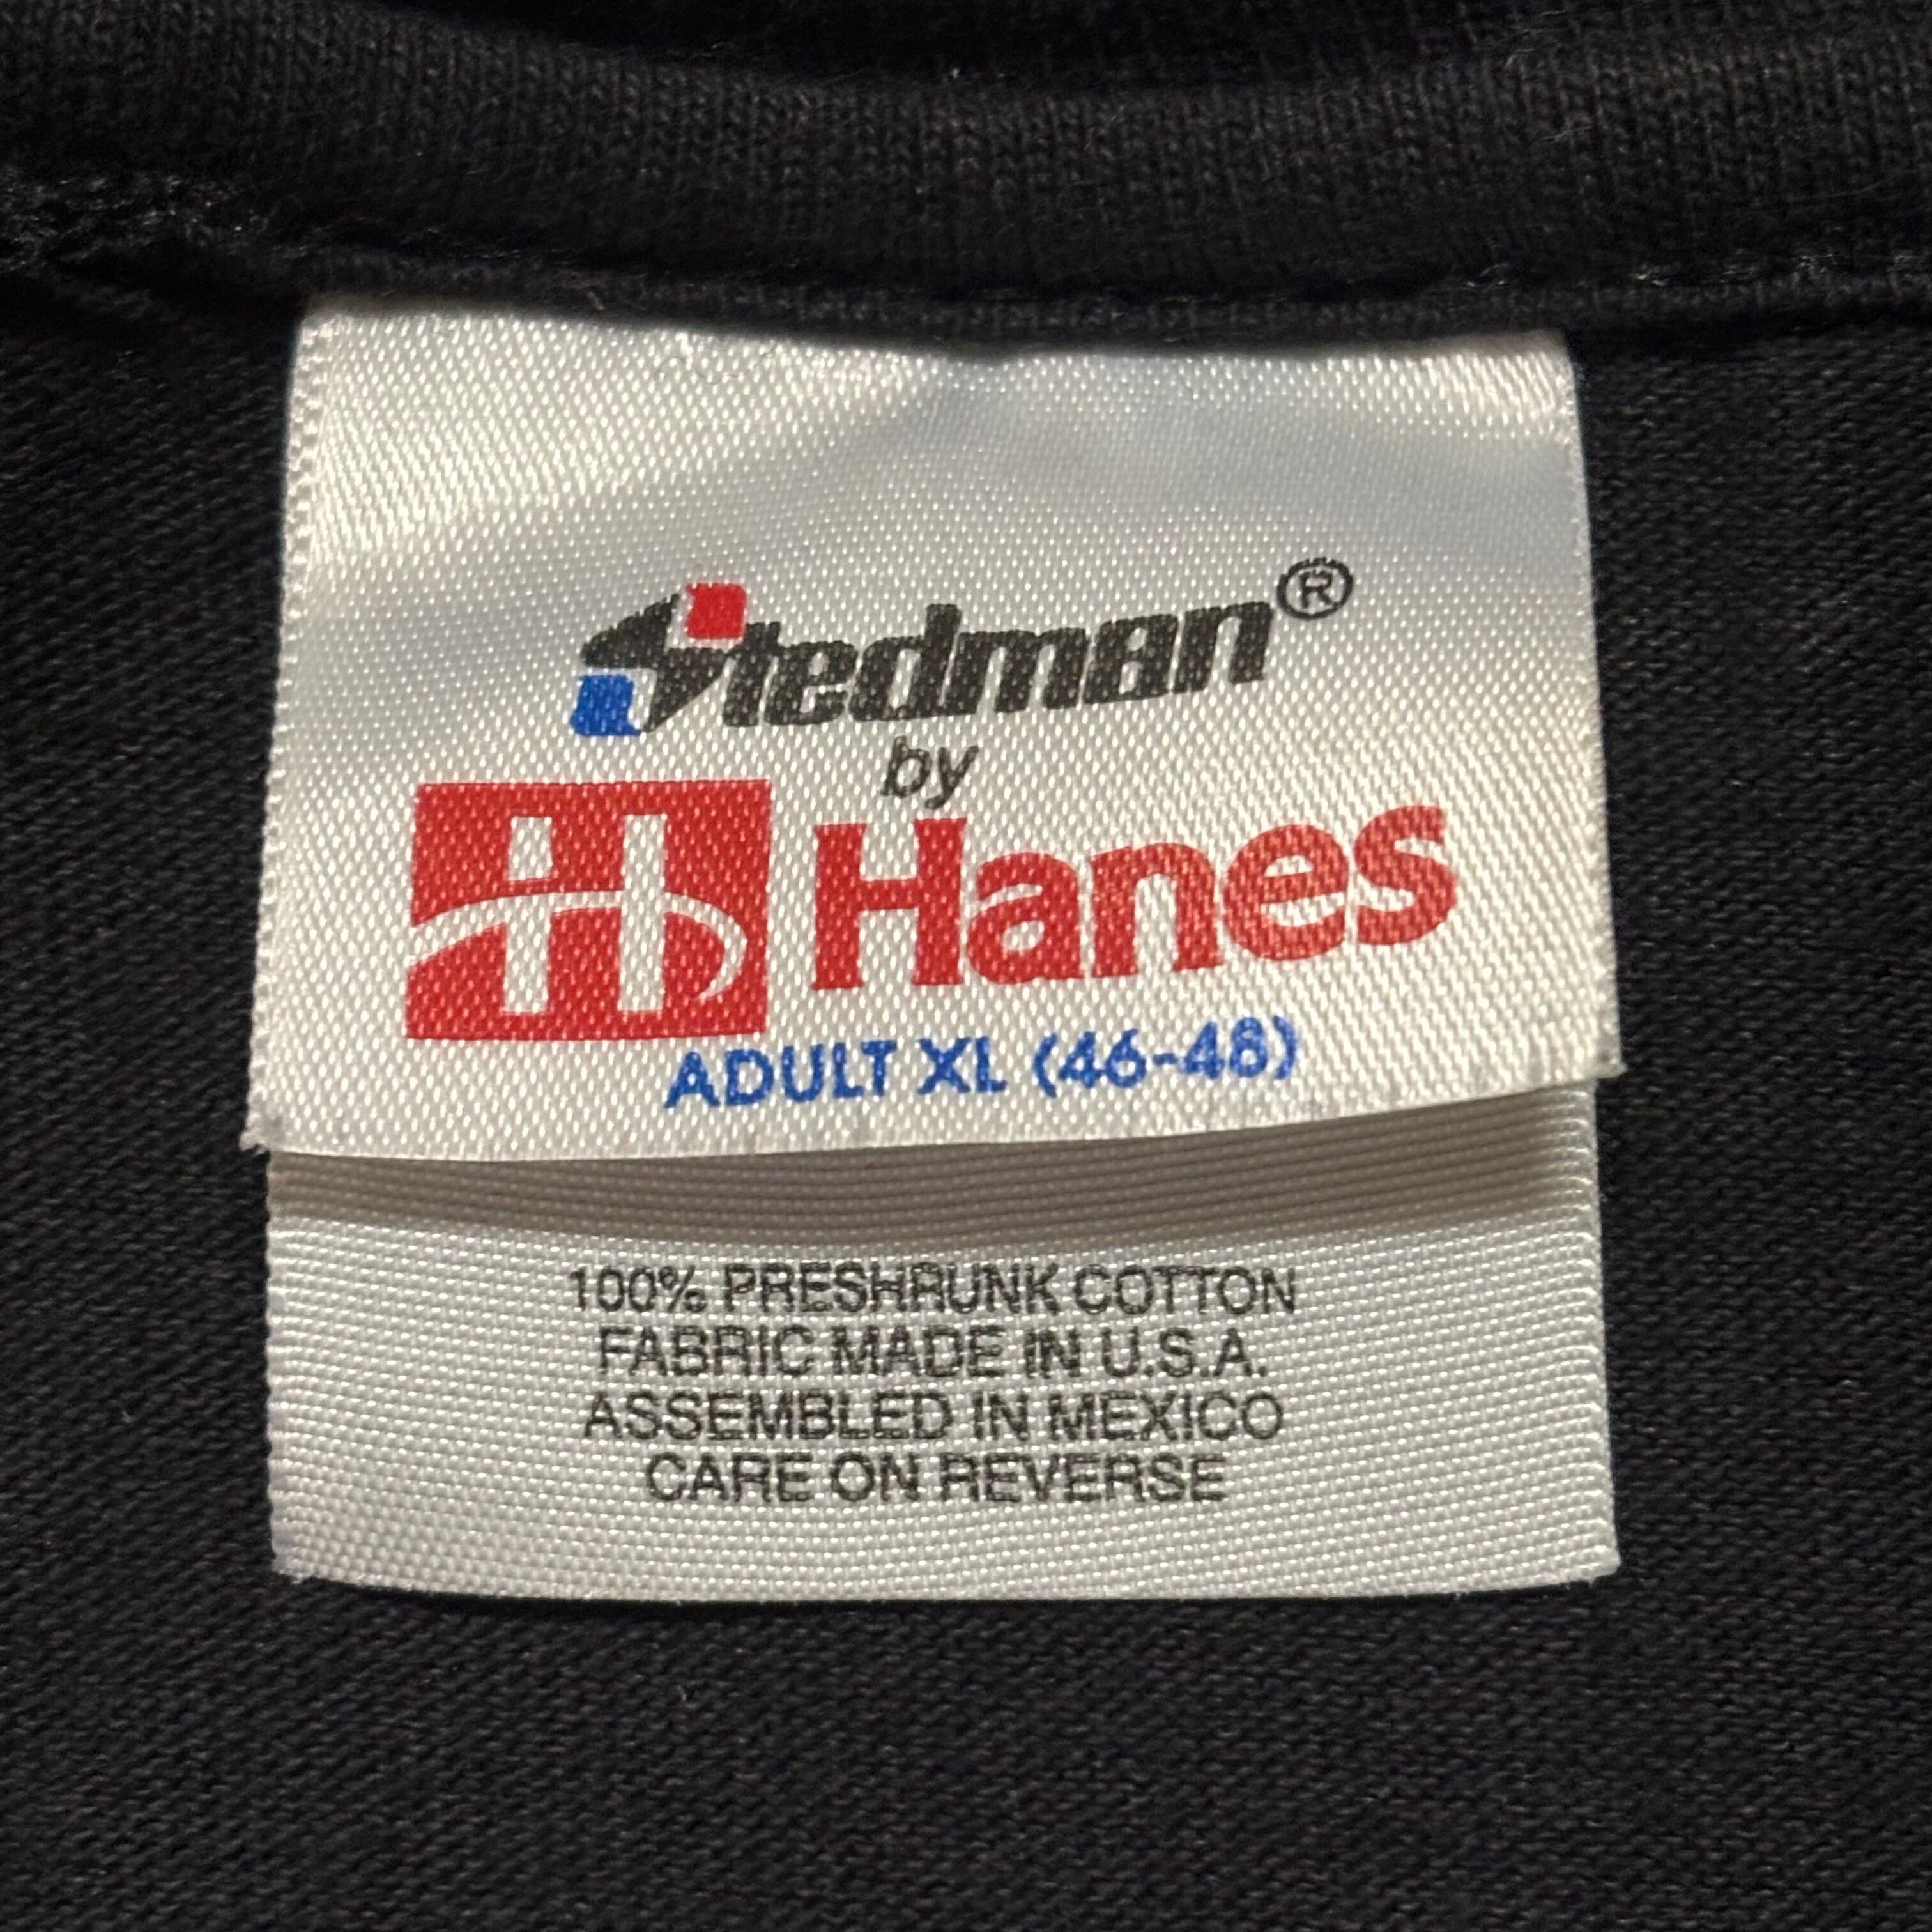 Stedman®
by
H Hanes
ADULT XL (46-48)
100% PRESHRUNK COTTON
FABRIC MADE IN U.S.A.
ASSEMBLED IN MEXICO
CARE ON REVERSE